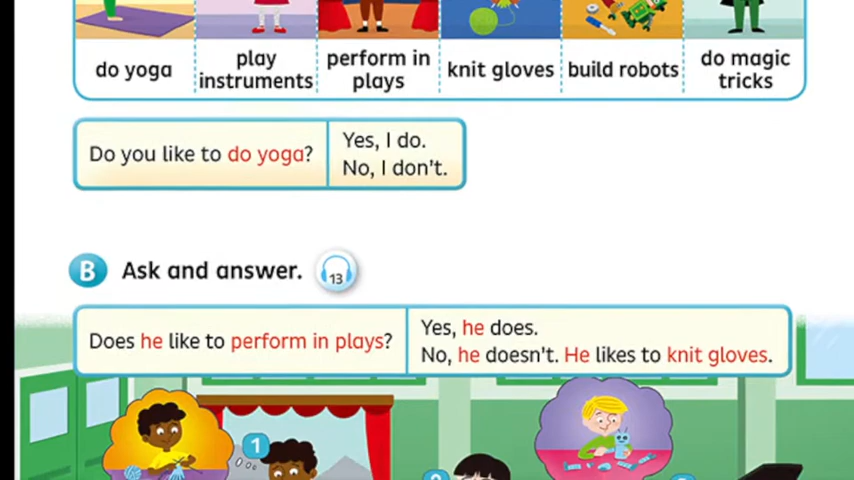 do yoga
play
instruments
perform in
plays
knit gloves
build robots
do magic
tricks
Do you like to do yoga?
Yes, I do.
No, I don't.
B Ask and answer. 13
Does he like to perform in plays?
Yes, he does.
No, he doesn't. He likes to knit gloves.
1